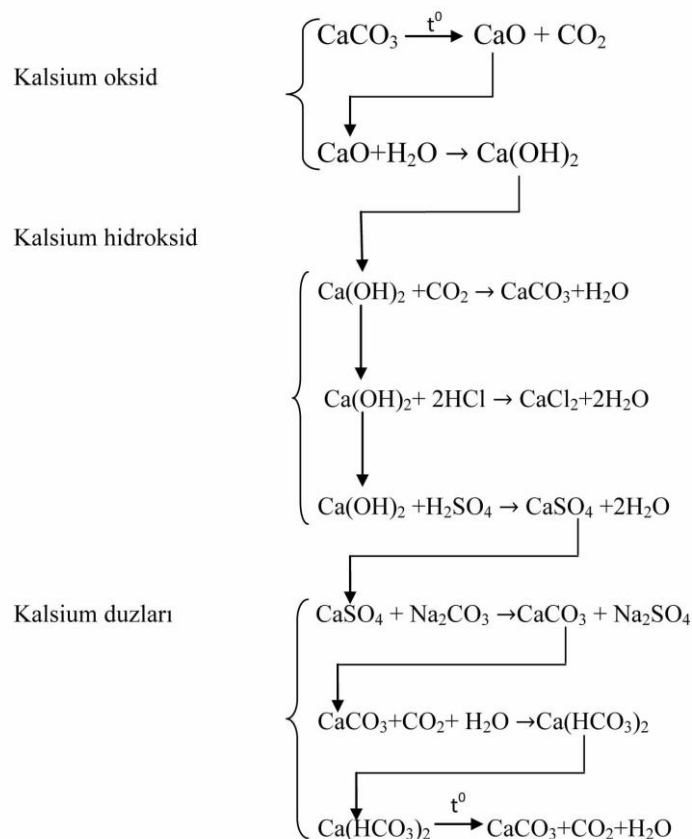 CaCO₃ t⁰→ CaO + CO₂
Kalsium oksid
CaO+H₂O → Ca(OH)₂
Kalsium hidroksid
Ca(OH)₂ +CO₂ → CaCO₃+H₂O
Ca(OH)₂+ 2HCl → CaCl₂+2H₂O
Ca(OH)₂ +H₂SO₄ → CaSO₄ +2H₂O
Kalsium duzları
CaSO₄ + Na₂CO₃ →CaCO₃ + Na₂SO₄
CaCO₃+CO₂+ H₂O →Ca(HCO₃)₂
Ca(HCO₃)₂ t⁰→ CaCO₃+CO₂+H₂O